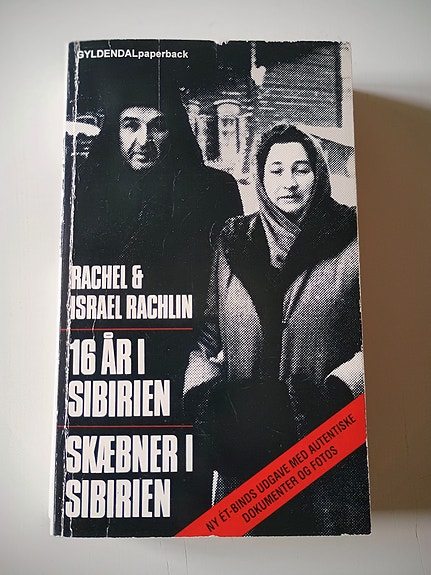 GYLDENDALpaperback
RACHEL &
ISRAEL RACHLIN
16 ÅR I
SIBIRIEN
SKÆBNER I
SIBIRIEN
NY ÉT-BINDS UDGAVE MED AUTENTISKE
DOKUMENTER OG FOTOS